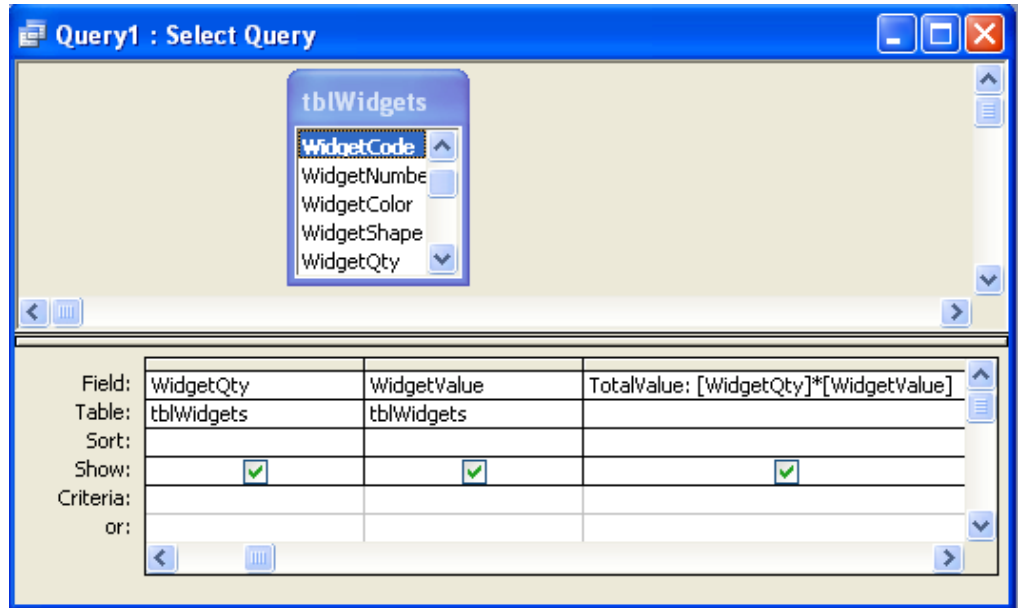 Query1 : Select Query
tblWidgets
WidgetCode
WidgetNumbe
WidgetColor
WidgetShape
WidgetQty
Field: WidgetQty WidgetValue TotalValue: [WidgetQty]*[WidgetValue]
Table: tblWidgets tblWidgets
Sort:
Show:
Criteria:
or: